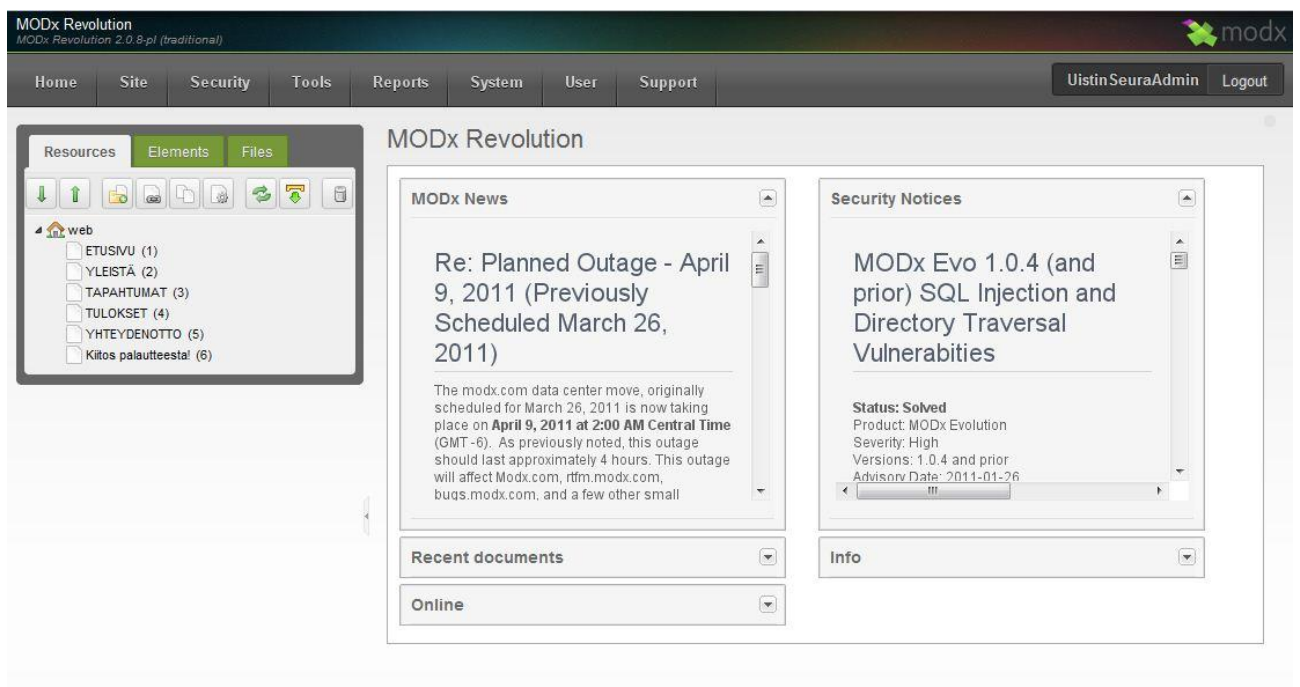 MODx Revolution
MODx Revolution 2.0.8-pl (traditional)
modx
Home Site Security Tools Reports System User Support
UistinSeuraAdmin Logout
Resources Elements Files
web
ETUSIVU (1)
YLEISTÄ (2)
TAPAHTUMAT (3)
TULOKSET (4)
YHTEYDENOTTO (5)
Kiitos palautteesta! (6)
MODx Revolution
MODx News
Re: Planned Outage - April
9, 2011 (Previously
Scheduled March 26,
2011)
The modx.com data center move, originally
scheduled for March 26, 2011 is now taking
place on April 9, 2011 at 2:00 AM Central Time
(GMT -6). As previously noted, this outage
should last approximately 4 hours. This outage
will affect Modx.com, rtfm.modx.com,
bugs.modx.com, and a few other small
Recent documents
Online
Security Notices
MODx Evo 1.0.4 (and
prior) SQL Injection and
Directory Traversal
Vulnerabities
Status: Solved
Product: MODx Evolution
Severity: High
Versions: 1.0.4 and prior
Advisory Date: 2011-01-26
Info